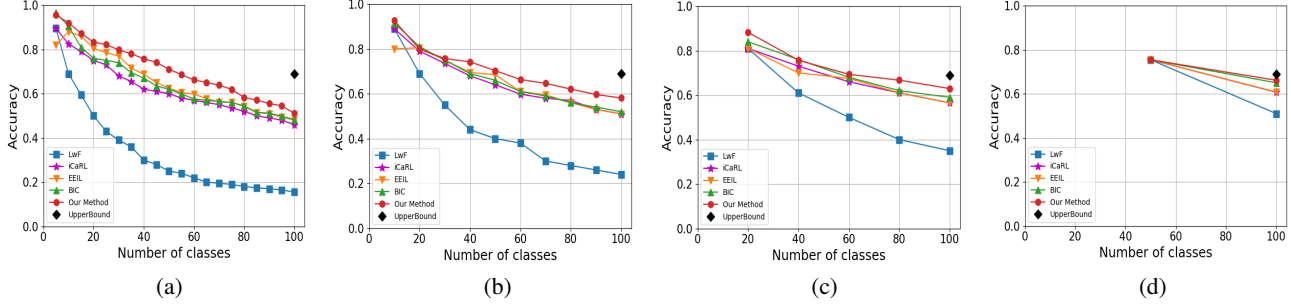 Accuracy
1.0
0.8
0.6
0.4
0.2
0.0
LwF
iCaRL
EEIL
BIC
Our Method
UpperBound
0 20 40 60 80 100
Number of classes
(a)
Accuracy
1.0
0.8
0.6
0.4
0.2
0.0
LwF
iCaRL
EEIL
BIC
Our Method
UpperBound
0 20 40 60 80 100
Number of classes
(b)
Accuracy
1.0
0.8
0.6
0.4
0.2
0.0
LwF
iCaRL
EEIL
BIC
Our Method
UpperBound
0 20 40 60 80 100
Number of classes
(c)
Accuracy
1.0
0.8
0.6
0.4
0.2
0.0
LwF
iCaRL
EEIL
BIC
Our Method
UpperBound
0 20 40 60 80 100
Number of classes
(d)